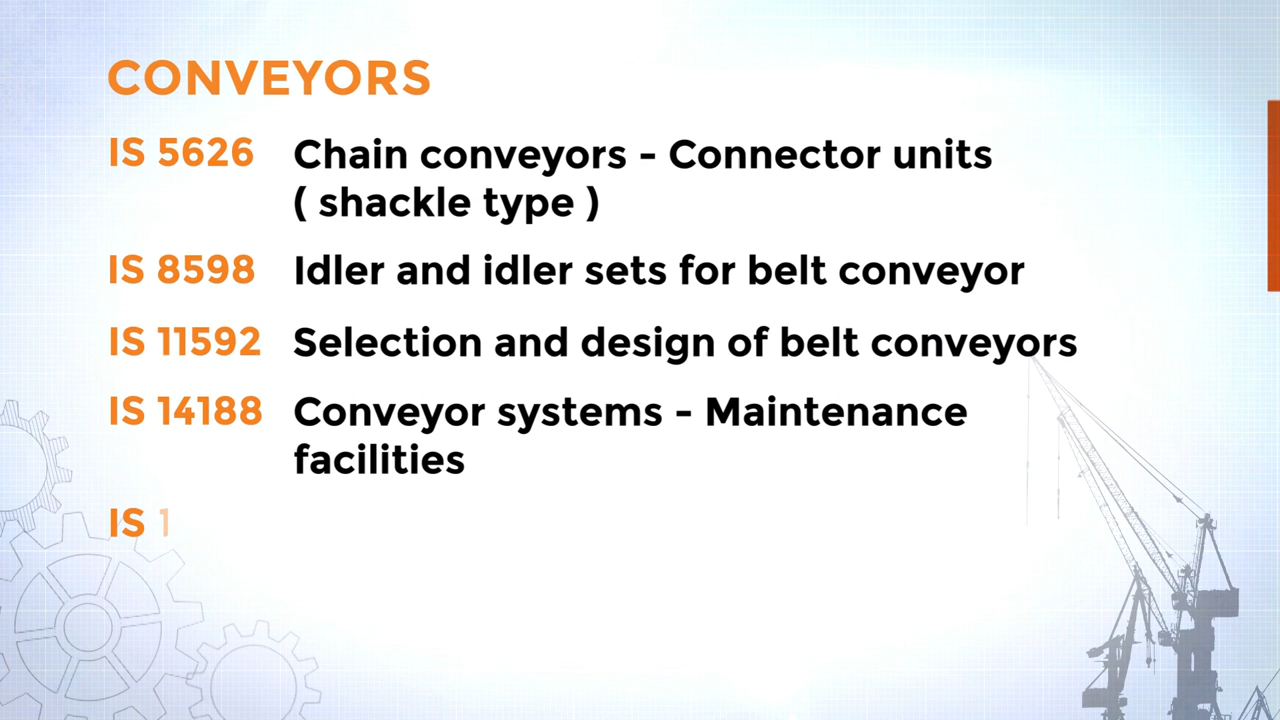 CONVEYORS
IS 5626 Chain conveyors - Connector units
( shackle type )
IS 8598 Idler and idler sets for belt conveyor
IS 11592 Selection and design of belt conveyors
IS 14188 Conveyor systems - Maintenance
facilities
IS 1